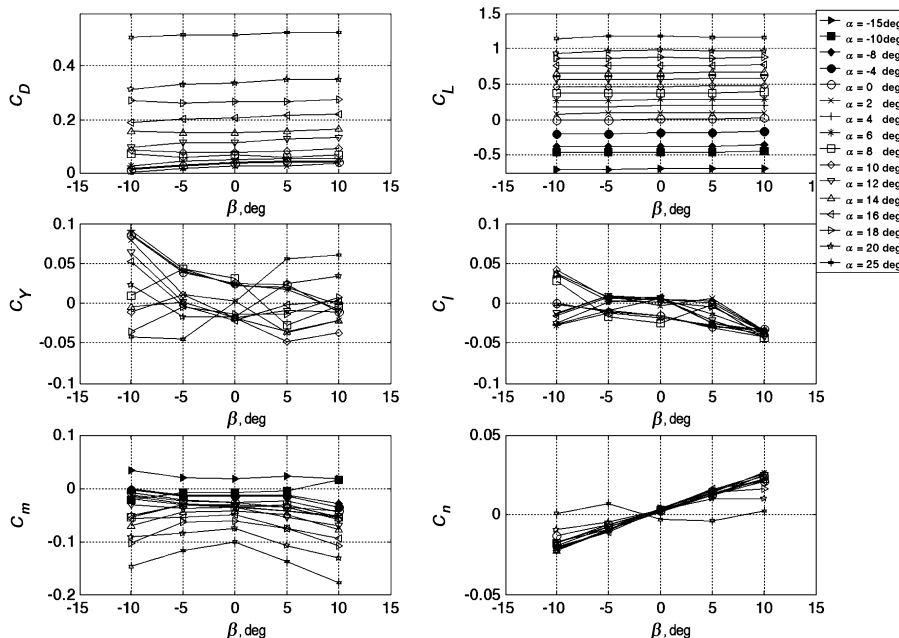 C_D
0.4
0.2
0
-15 -10 -5 0 5 10 15
β, deg
C_L
1.5
1
0.5
0
-0.5
-15 -10 -5 0 5 10 15
β, deg
α = -15deg
α = -10deg
α = -8 deg
α = -4 deg
α = 0 deg
α = 2 deg
α = 4 deg
α = 6 deg
α = 8 deg
α = 10 deg
α = 12 deg
α = 14 deg
α = 16 deg
α = 18 deg
α = 20 deg
α = 25 deg
C_Y
0.1
0.05
0
-0.05
-0.1
-15 -10 -5 0 5 10 15
β, deg
C_l
0.1
0.05
0
-0.05
-0.1
-15 -10 -5 0 5 10 15
β, deg
C_m
0.1
0
-0.1
-0.2
-15 -10 -5 0 5 10 15
β, deg
C_n
0.05
0
-0.05
-15 -10 -5 0 5 10 15
β, deg